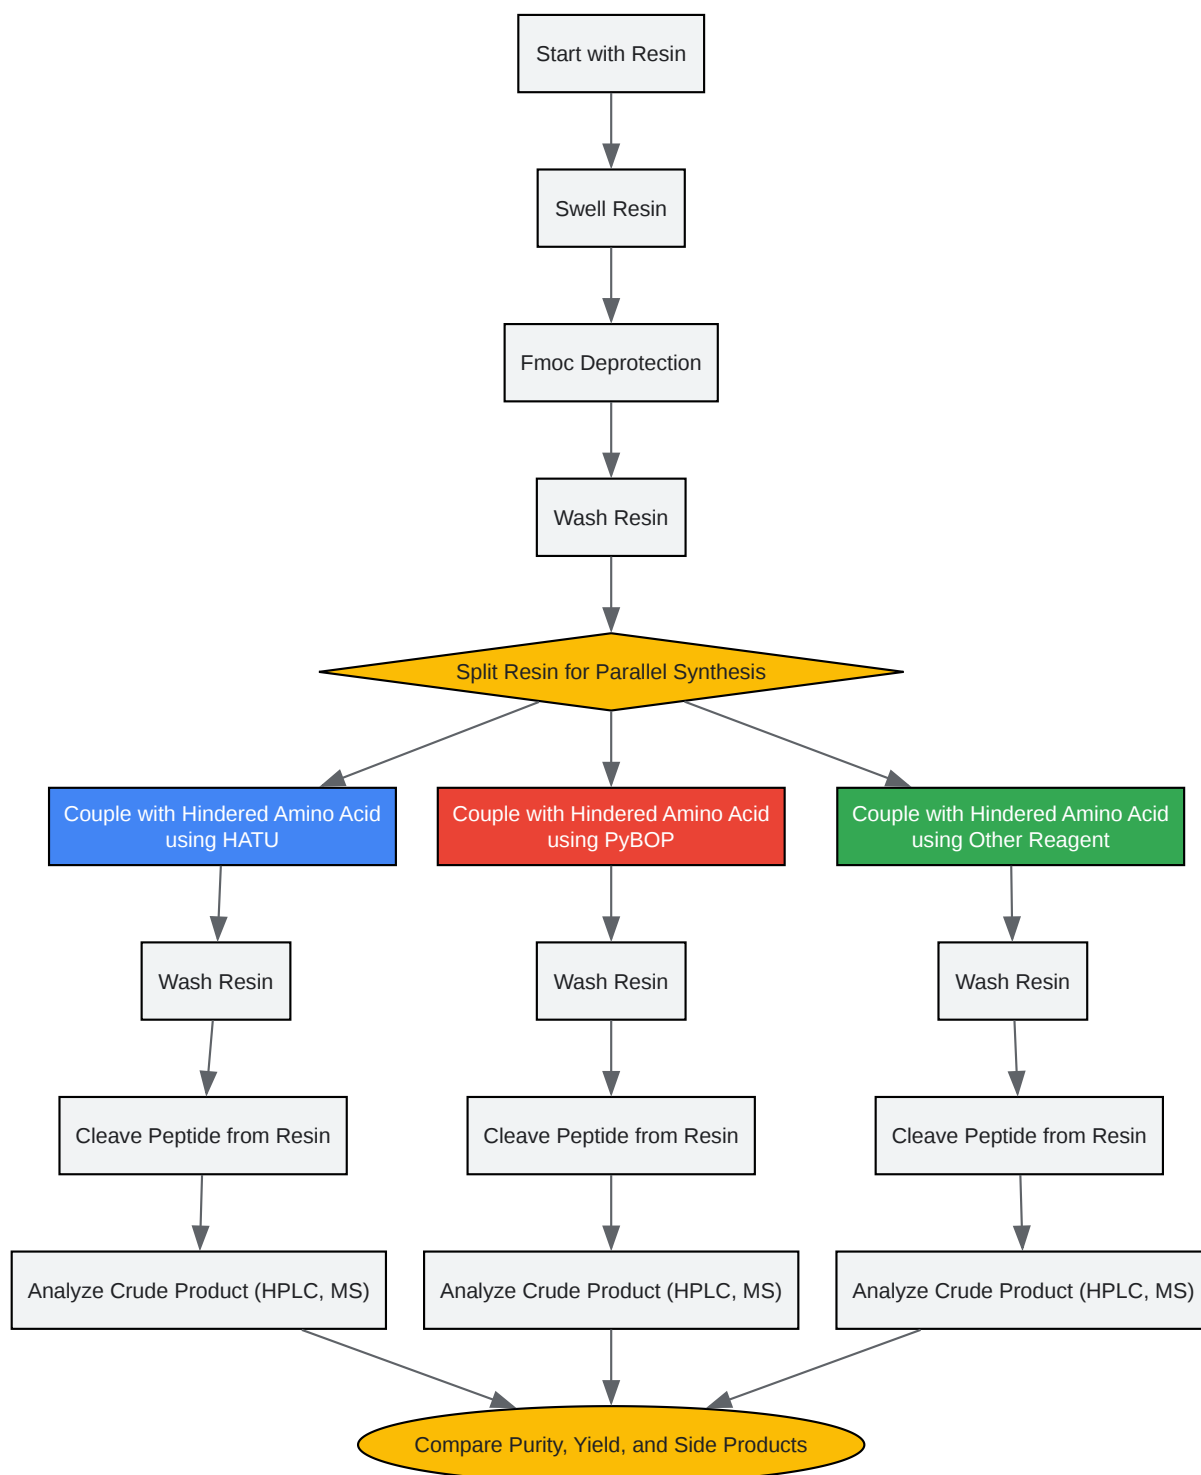 Start with Resin
Swell Resin
Fmoc Deprotection
Wash Resin
Split Resin for Parallel Synthesis
Couple with Hindered Amino Acid
using HATU
Couple with Hindered Amino Acid
using PyBOP
Couple with Hindered Amino Acid
using Other Reagent
Wash Resin
Wash Resin
Wash Resin
Cleave Peptide from Resin
Cleave Peptide from Resin
Cleave Peptide from Resin
Analyze Crude Product (HPLC, MS)
Analyze Crude Product (HPLC, MS)
Analyze Crude Product (HPLC, MS)
Compare Purity, Yield, and Side Products